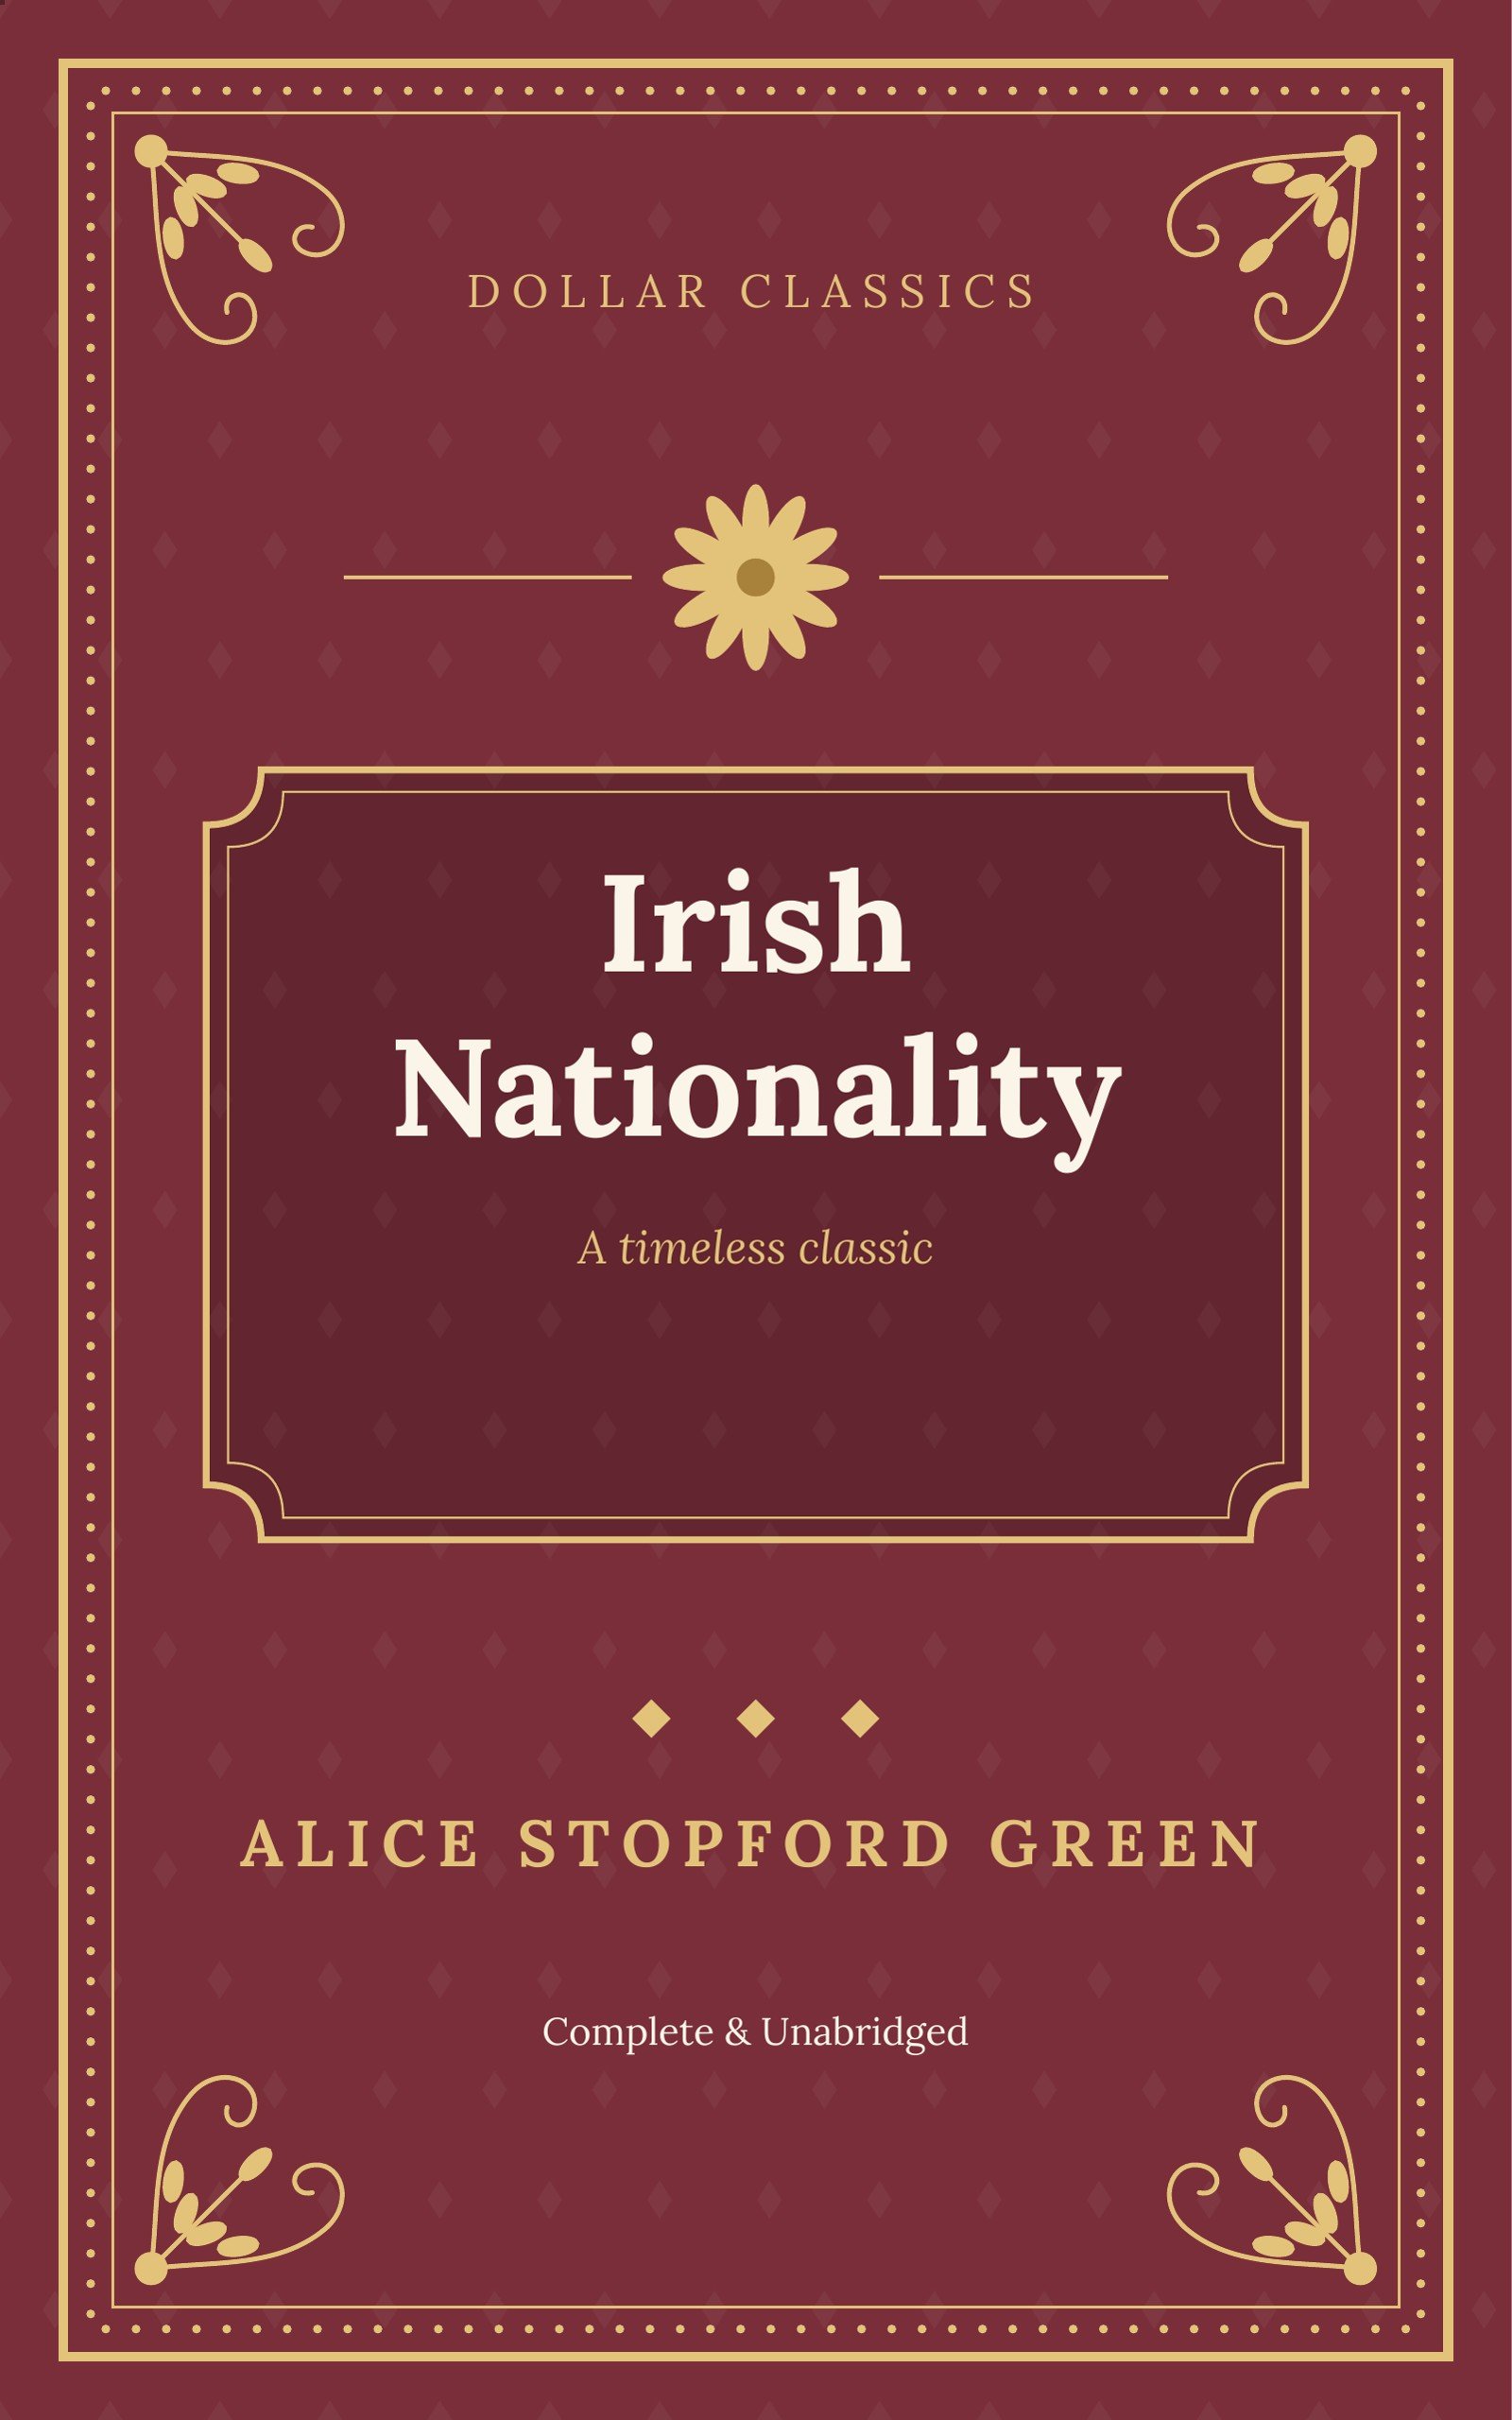 DOLLAR CLASSICS
Irish
Nationality
A timeless classic
ALICE STOPFORD GREEN
Complete & Unabridged